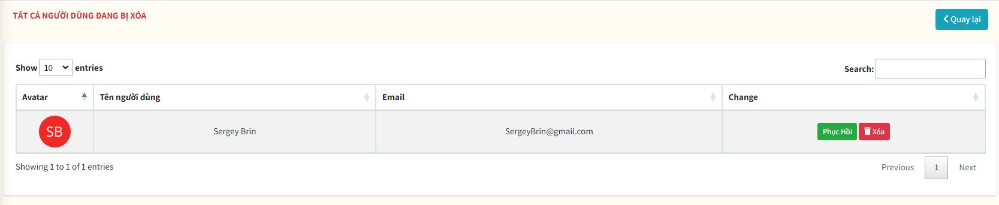 TẤT CẢ NGƯỜI DÙNG ĐANG BỊ XÓA
Quay lại
Show 10 entries
Search:
Avatar Tên người dùng Email Change
SB Sergey Brin SergeyBrin@gmail.com Phục Hồi Xóa
Showing 1 to 1 of 1 entries
Previous 1 Next